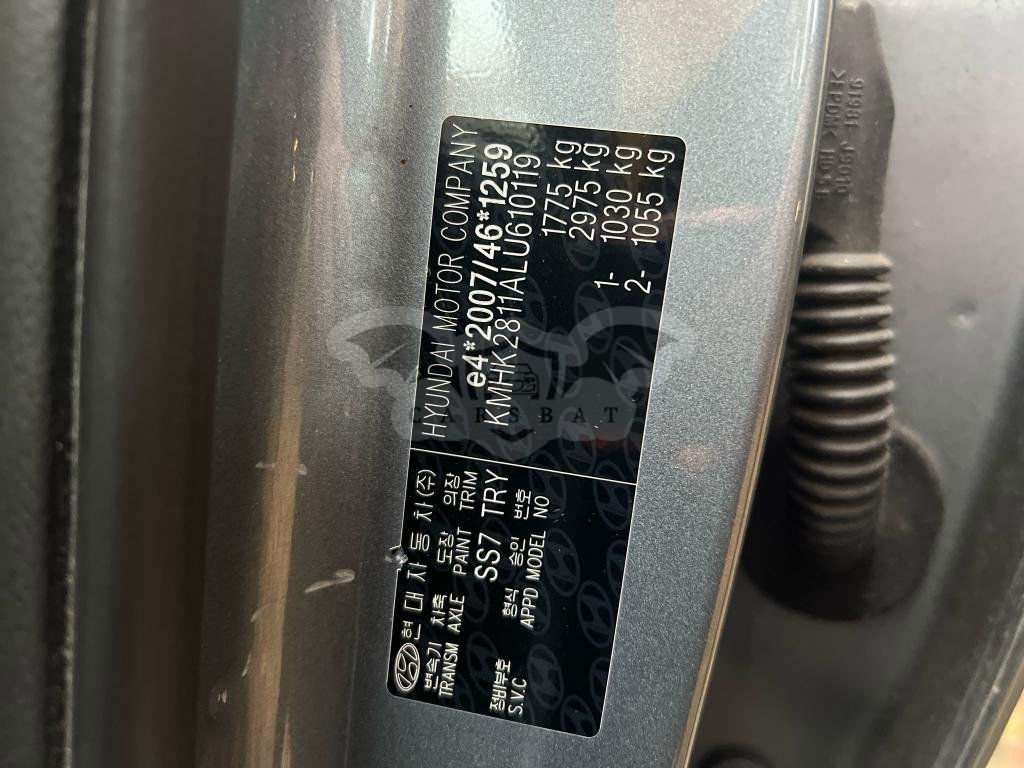 현대자동차(주)
변속기 차축 도장 의장
TRANSM AXLE PAINT TRIM
SS7 TRY
형식 승인 번호
APPD MODEL NO
정비부호
S.V.C
HYUNDAI MOTOR COMPANY
e4*2007/46*1259
KMHK2811ALU610119
1775 kg
2975 kg
1- 1030 kg
2- 1055 kg
CARSBAT